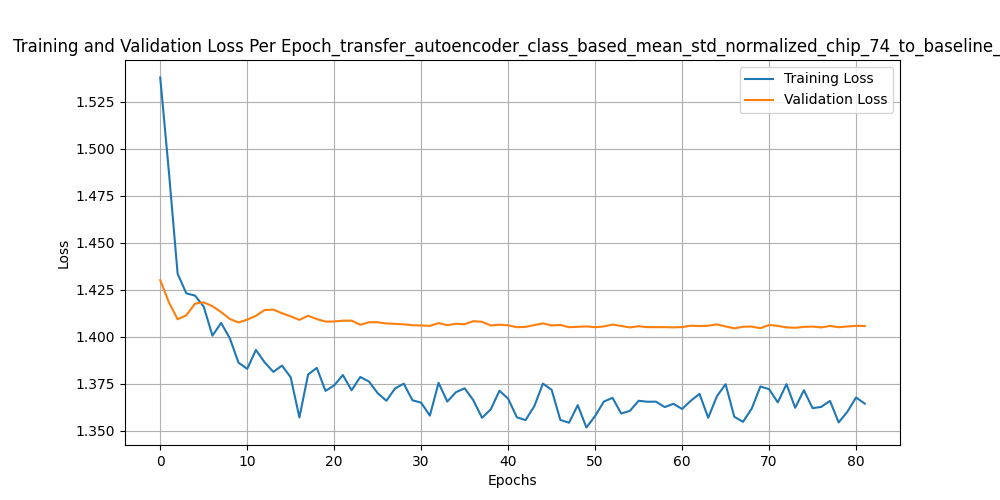 Training and Validation Loss Per Epoch_transfer_autoencoder_class_based_mean_std_normalized_chip_74_to_baseline_
Training Loss
Validation Loss
1.525
1.500
1.475
1.450
1.425
1.400
1.375
1.350
Loss
0 10 20 30 40 50 60 70 80
Epochs